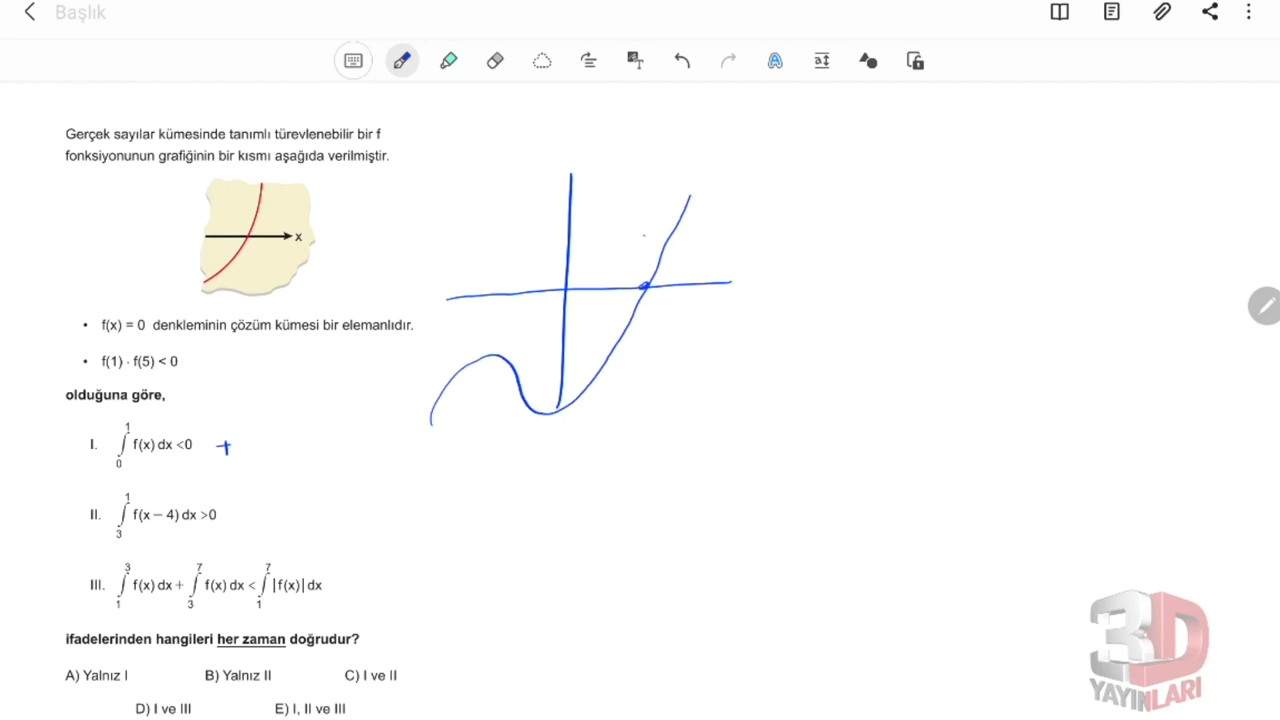 Başlık
Gerçek sayılar kümesinde tanımlı türevlenebilir bir f
fonksiyonunun grafiğinin bir kısmı aşağıda verilmiştir.
x
• f(x) = 0 denkleminin çözüm kümesi bir elemanlıdır.
• f(1) · f(5) < 0
olduğuna göre,
I. ∫₀¹ f(x) dx <0 +
II. ∫₃¹ f(x – 4) dx >0
III. ∫₁³ f(x) dx + ∫₃⁷ f(x) dx < ∫₁⁷ |f(x)| dx
ifadelerinden hangileri her zaman doğrudur?
A) Yalnız I B) Yalnız II C) I ve II
D) I ve III E) I, II ve III
3D
YAYINLARI